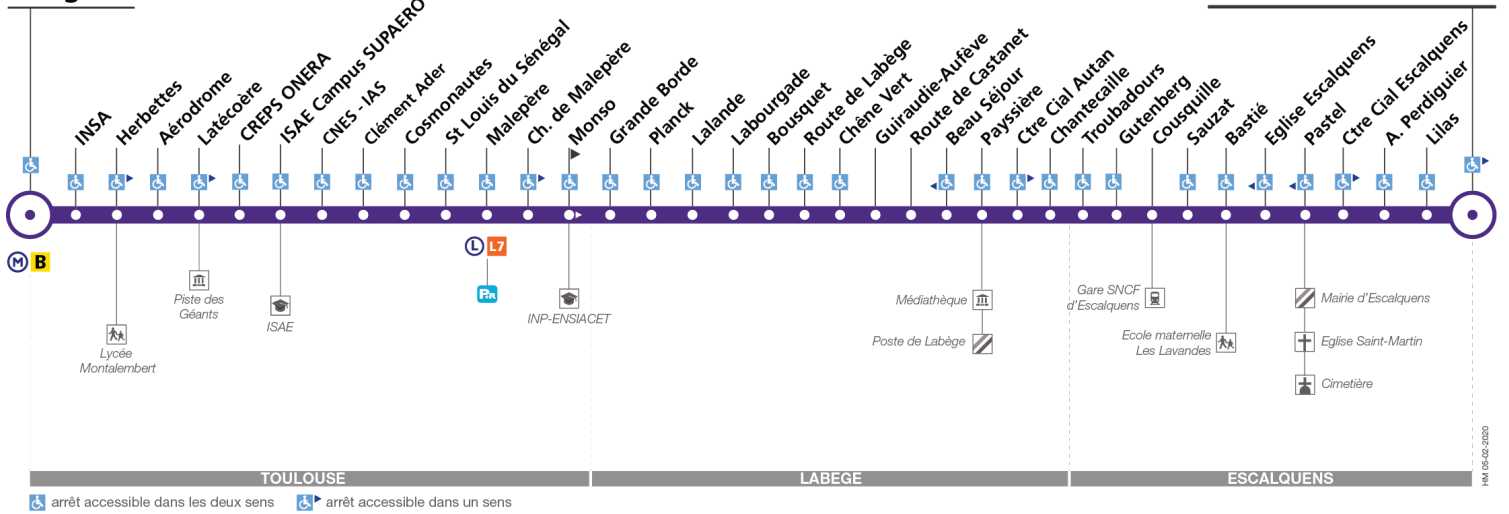 INSA
Herbettes
Aérodrome
Latécoère
CREPS ONERA
ISAE Campus SUPAERO
CNES - IAS
Clément Ader
Cosmonautes
St Louis du Sénégal
Malepère
Ch. de Malepère
Monso
Grande Borde
Planck
Lalande
Labourgade
Bousquet
Route de Labège
Chêne Vert
Guiraudie-Aufève
Route de Castanet
Beau Séjour
Payssière
Ctre Cial Autan
Chantecaille
Troubadours
Gutenberg
Cousquille
Sauzat
Bastié
Eglise Escalquens
Pastel
Ctre Cial Escalquens
A. Perdiguier
Lilas
M B
L L7
P+R
Piste des
Géants
Lycée
Montalembert
ISAE
INP-ENSIACET
Médiathèque
Poste de Labège
Gare SNCF
d'Escalquens
Ecole maternelle
Les Lavandes
Mairie d'Escalquens
Eglise Saint-Martin
Cimetière
HM 05-02-2020
TOULOUSE
LABEGE
ESCALQUENS
arrêt accessible dans les deux sens
arrêt accessible dans un sens